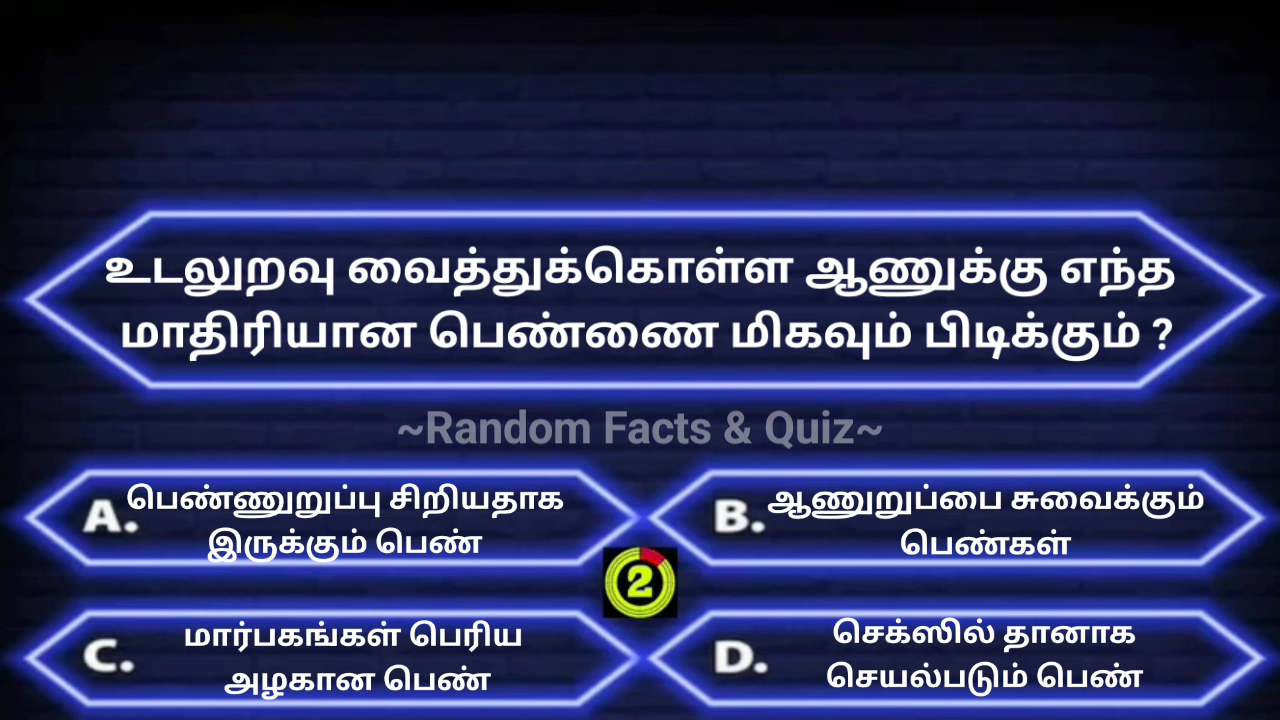 உடலுறவு வைத்துக்கொள்ள ஆணுக்கு எந்த
மாதிரியான பெண்ணை மிகவும் பிடிக்கும் ?
~Random Facts & Quiz~
A. பெண்ணுறுப்பு சிறியதாக
இருக்கும் பெண்
B. ஆணுறுப்பை சுவைக்கும்
பெண்கள்
2
C. மார்பகங்கள் பெரிய
அழகான பெண்
D. செக்ஸில் தானாக
செயல்படும் பெண்